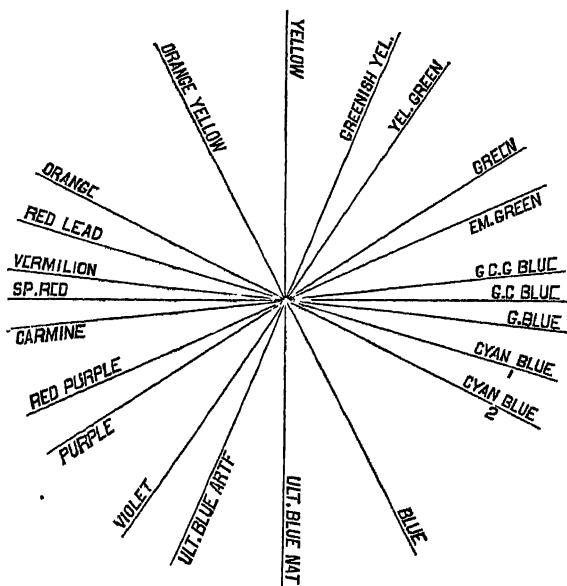 YELLOW
GREENISH YEL.
YEL. GREEN
GREEN
EM. GREEN
G C. G BLUE
G. C BLUE
G. BLUE
CYAN BLUE
1
CYAN BLUE
2
BLUE
ULT. BLUE NAT
ULT. BLUE ARTF
VIOLET
PURPLE
RED PURPLE
CARMINE
SP. RED
VERMILION
RED LEAD
ORANGE
ORANGE YELLOW